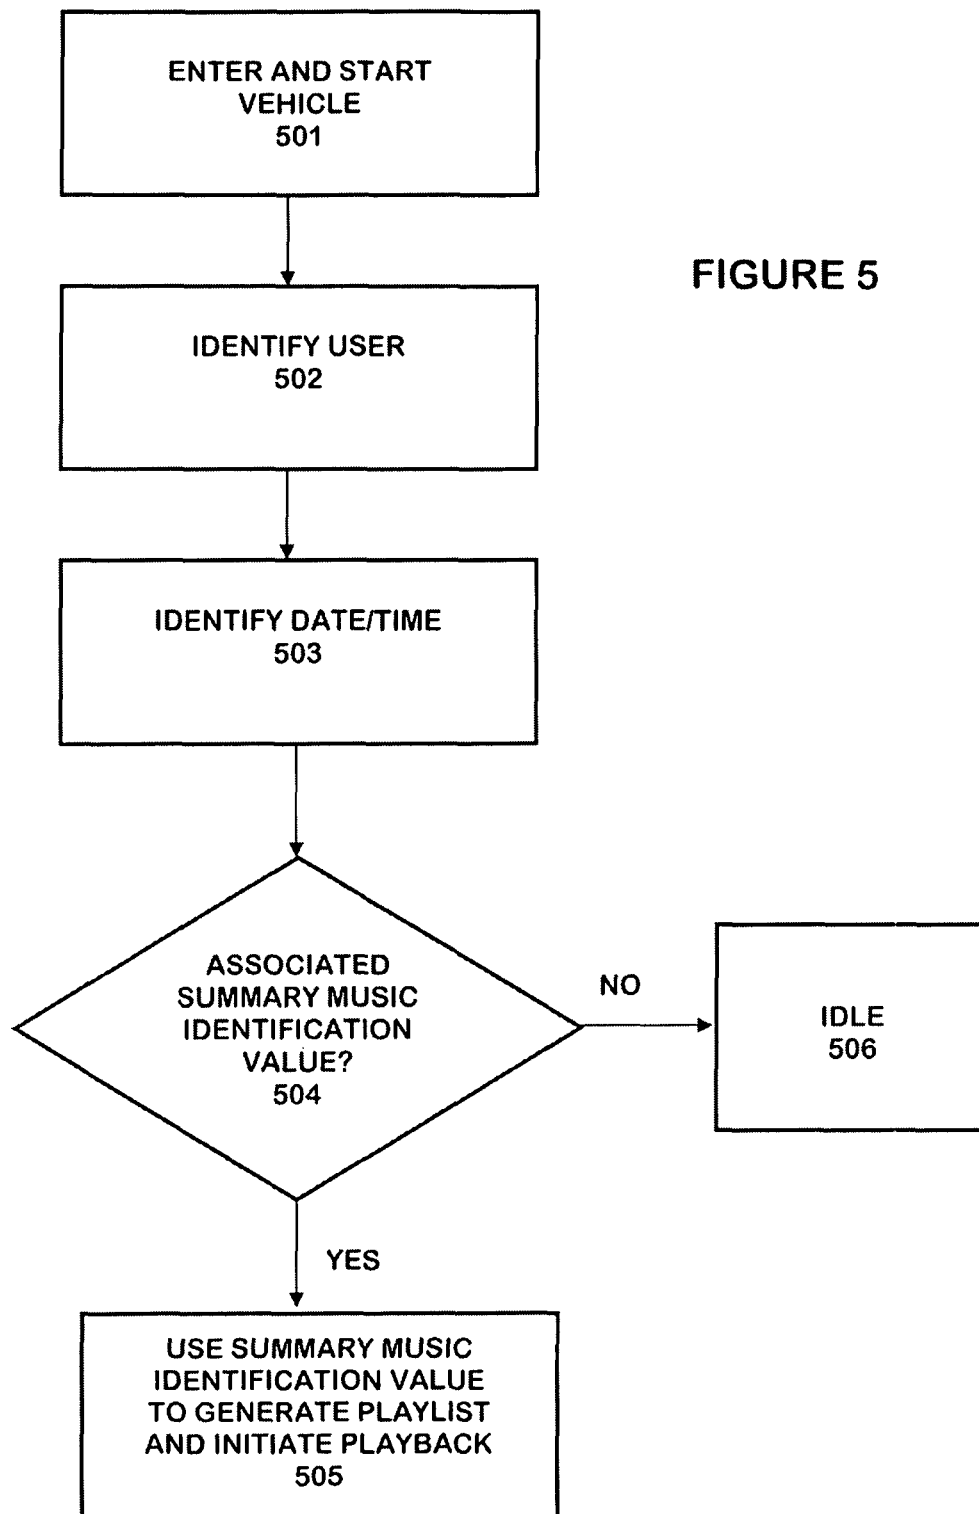 ENTER AND START
VEHICLE
501
FIGURE 5
IDENTIFY USER
502
IDENTIFY DATE/TIME
503
ASSOCIATED
SUMMARY MUSIC
IDENTIFICATION
VALUE?
504
NO
IDLE
506
YES
USE SUMMARY MUSIC
IDENTIFICATION VALUE
TO GENERATE PLAYLIST
AND INITIATE PLAYBACK
505